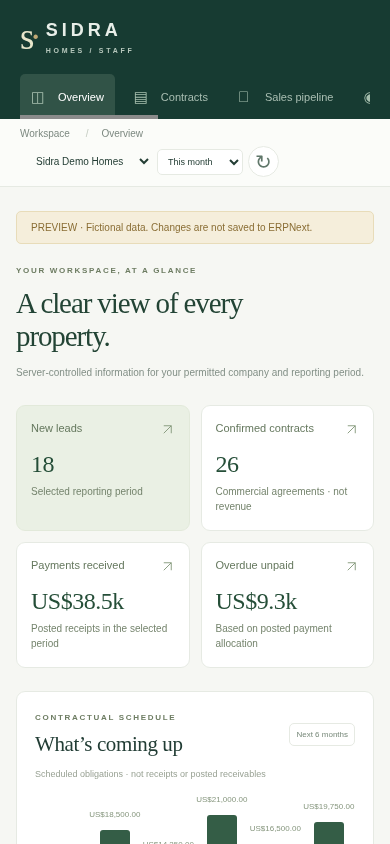 S SIDRA
HOMES / STAFF
Overview Contracts Sales pipeline
Workspace / Overview
Sidra Demo Homes This month
PREVIEW · Fictional data. Changes are not saved to ERPNext.
YOUR WORKSPACE, AT A GLANCE
A clear view of every
property.
Server-controlled information for your permitted company and reporting period.
New leads
18
Selected reporting period
Confirmed contracts
26
Commercial agreements · not
revenue
Payments received
US$38.5k
Posted receipts in the selected
period
Overdue unpaid
US$9.3k
Based on posted payment
allocation
CONTRACTUAL SCHEDULE
What’s coming up
Next 6 months
Scheduled obligations · not receipts or posted receivables
US$21,000.00
US$19,750.00
US$18,500.00
US$16,500.00